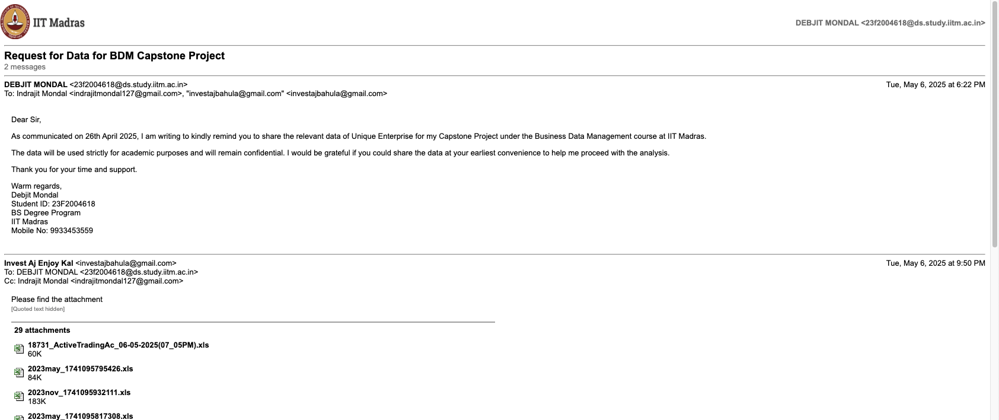 IIT Madras
DEBJIT MONDAL <23f2004618@ds.study.iitm.ac.in>
Request for Data for BDM Capstone Project
2 messages
DEBJIT MONDAL <23f2004618@ds.study.iitm.ac.in>
Tue, May 6, 2025 at 6:22 PM
To: Indrajit Mondal <indrajitmondal127@gmail.com>, "investajbahula@gmail.com" <investajbahula@gmail.com>
Dear Sir,
As communicated on 26th April 2025, I am writing to kindly remind you to share the relevant data of Unique Enterprise for my Capstone Project under the Business Data Management course at IIT Madras.
The data will be used strictly for academic purposes and will remain confidential. I would be grateful if you could share the data at your earliest convenience to help me proceed with the analysis.
Thank you for your time and support.
Warm regards,
Debjit Mondal
Student ID: 23F2004618
BS Degree Program
IIT Madras
Mobile No: 9933453559
Invest Aj Enjoy Kal <investajbahula@gmail.com>
Tue, May 6, 2025 at 9:50 PM
To: DEBJIT MONDAL <23f2004618@ds.study.iitm.ac.in>
Cc: Indrajit Mondal <indrajitmondal127@gmail.com>
Please find the attachment
[Quoted text hidden]
29 attachments
18731_ActiveTradingAc_06-05-2025(07_05PM).xls
60K
2023may_1741095795426.xls
84K
2023nov_1741095932111.xls
183K
2023may_1741095817308.xls